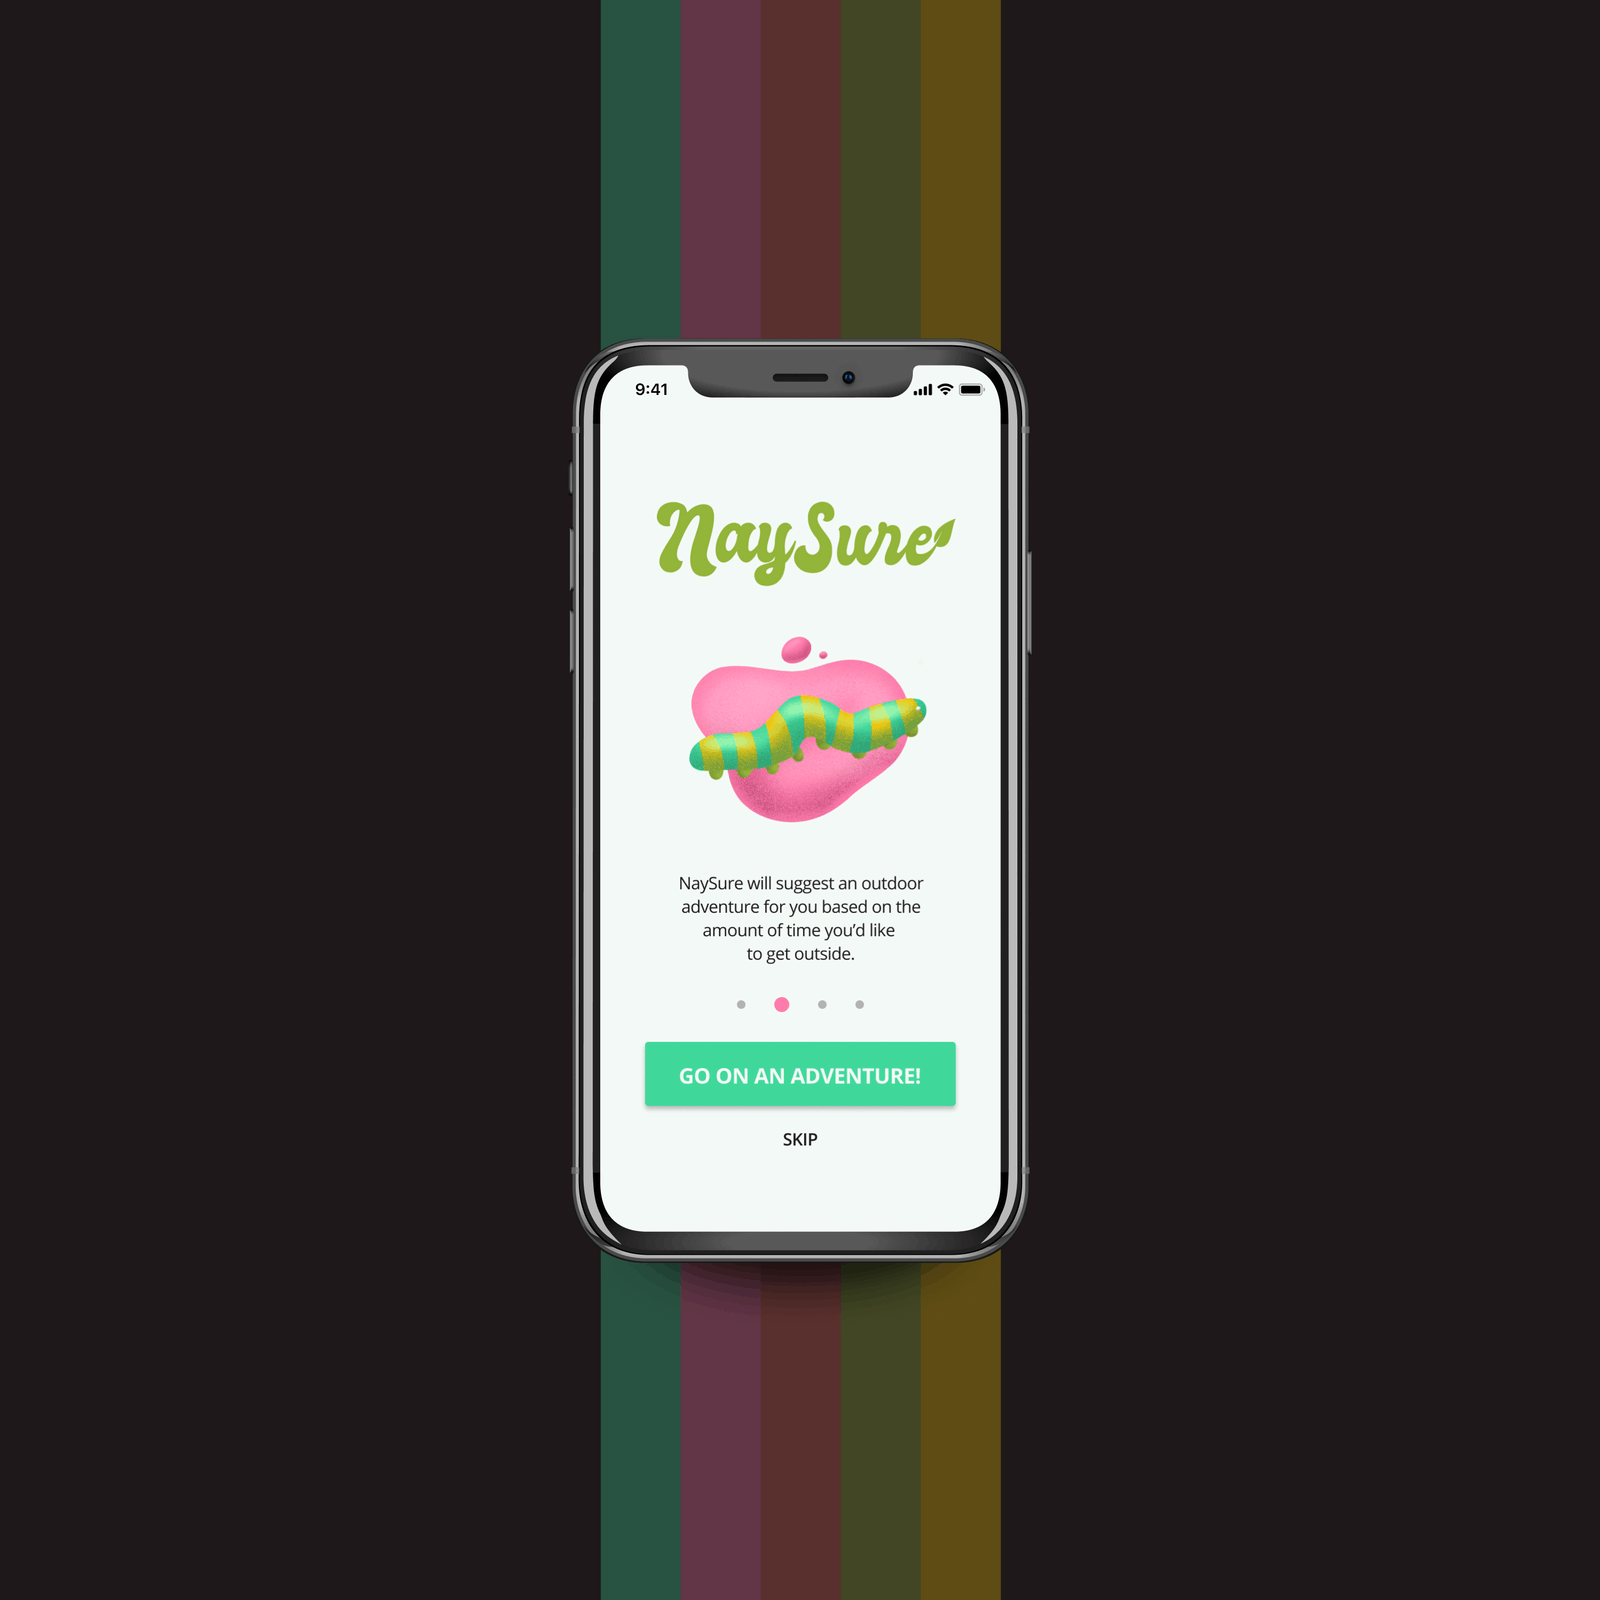 9:41
NaySure
NaySure will suggest an outdoor
adventure for you based on the
amount of time you’d like
to get outside.
GO ON AN ADVENTURE!
SKIP